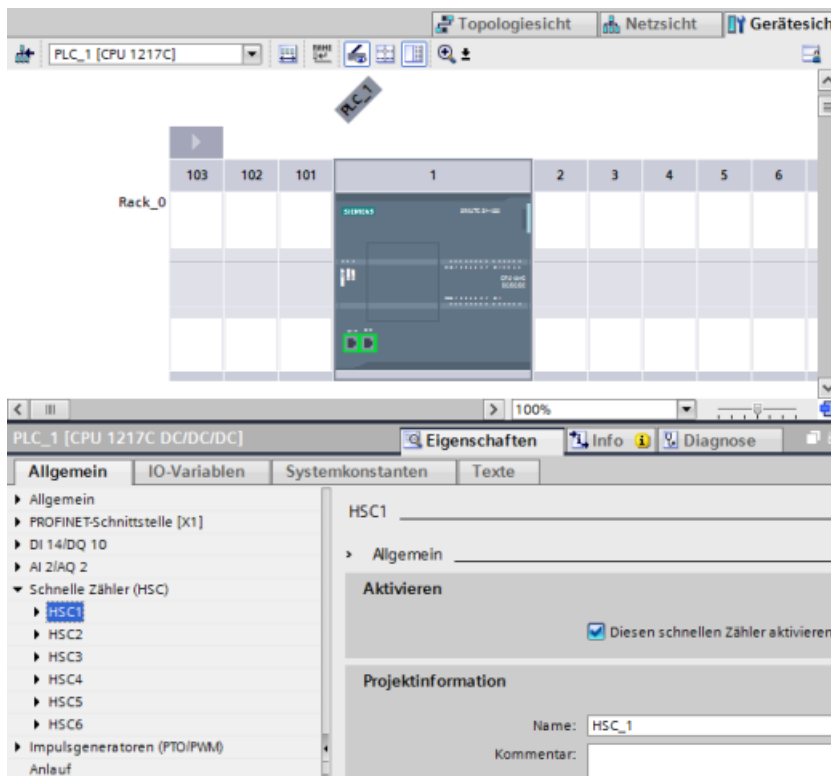 Topologiesicht Netzsicht Gerätesich
PLC_1 [CPU 1217C]
PLC_1
103 102 101 1 2 3 4 5 6
Rack_0
SIEMENS
100%
PLC_1 [CPU 1217C DC/DC/DC] Eigenschaften Info Diagnose
Allgemein IO-Variablen Systemkonstanten Texte
Allgemein
PROFINET-Schnittstelle [X1]
DI 14/DQ 10
AI 2/AQ 2
Schnelle Zähler (HSC)
HSC1
HSC2
HSC3
HSC4
HSC5
HSC6
Impulsgeneratoren (PTO/PWM)
Anlauf
HSC1
Allgemein
Aktivieren
Diesen schnellen Zähler aktivieren
Projektinformation
Name: HSC_1
Kommentar: